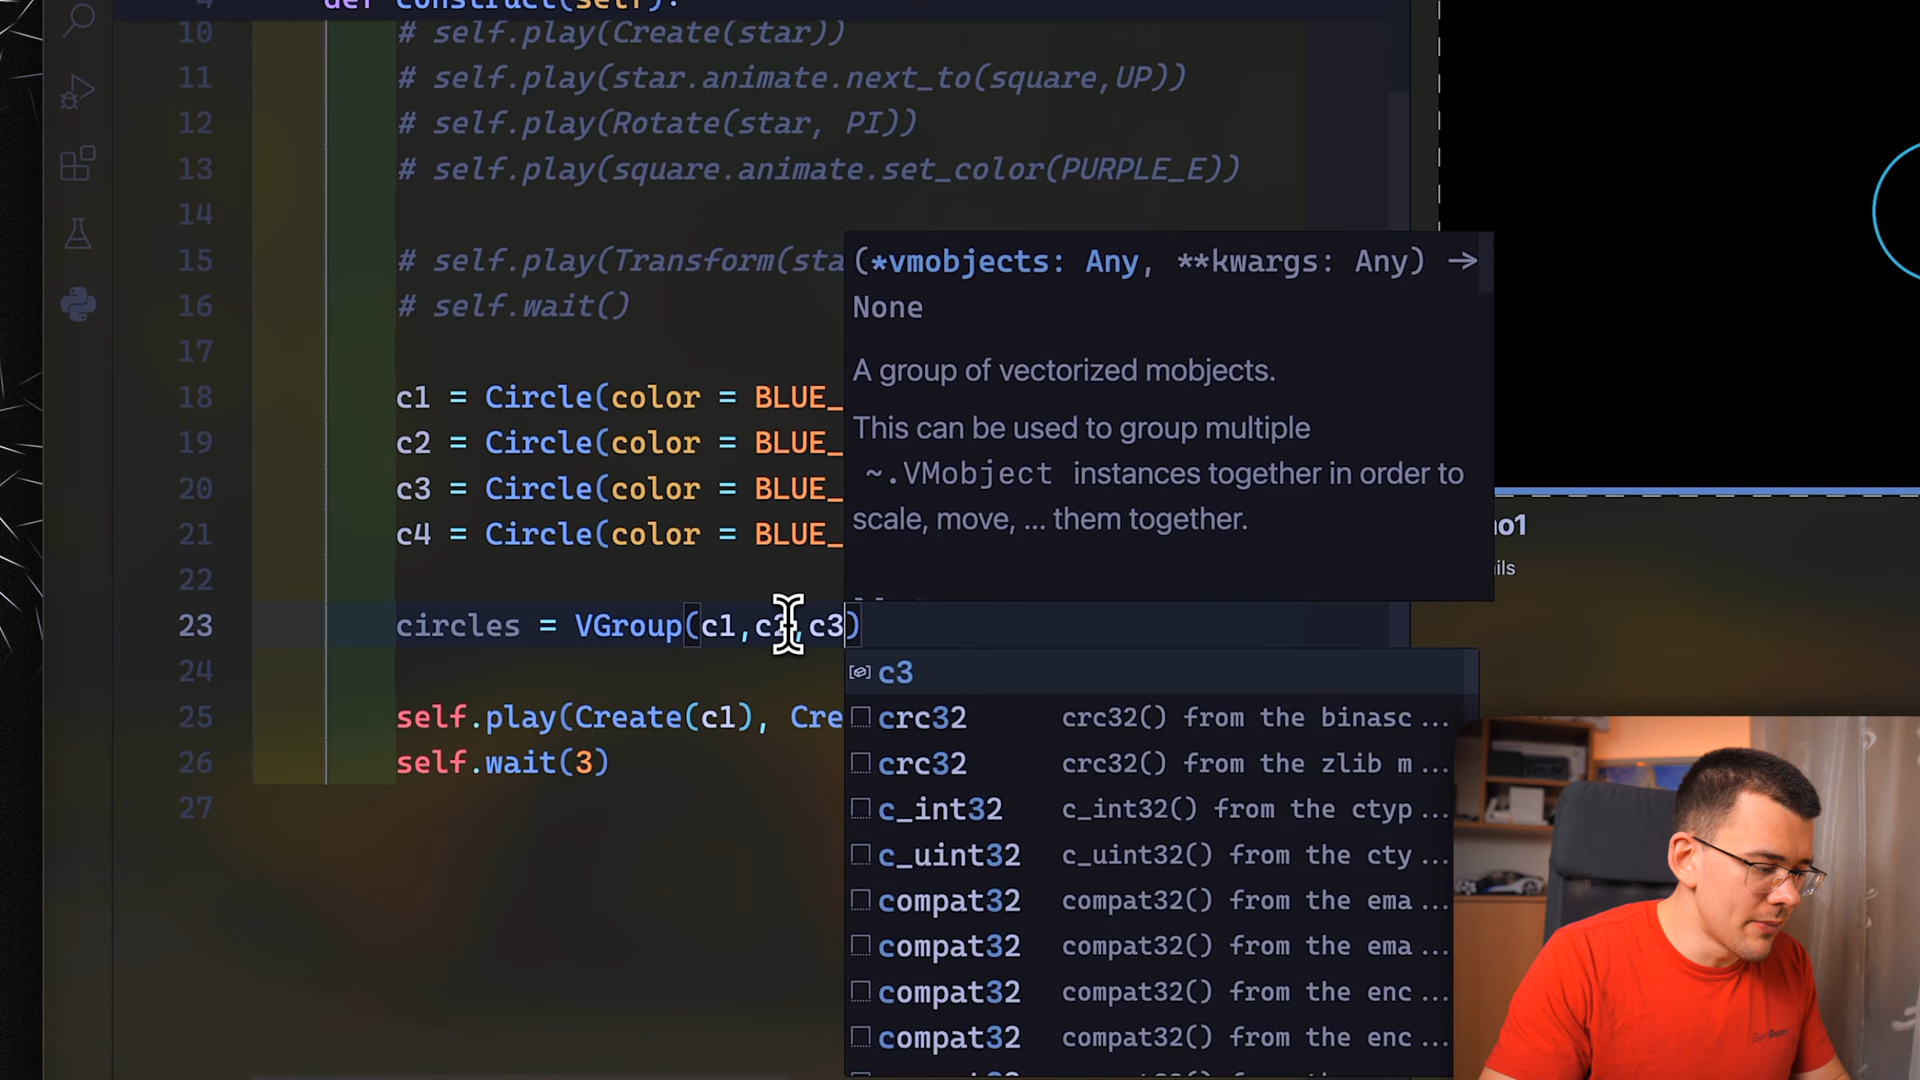 4 def construct(self):
10 # self.play(Create(star))
11 # self.play(star.animate.next_to(square,UP))
12 # self.play(Rotate(star, PI))
13 # self.play(square.animate.set_color(PURPLE_E))
14
15 # self.play(Transform(sta
16 # self.wait()
17
18 c1 = Circle(color = BLUE_
19 c2 = Circle(color = BLUE_
20 c3 = Circle(color = BLUE_
21 c4 = Circle(color = BLUE_
22
23 circles = VGroup(c1,c2,c3)
24
25 self.play(Create(c1), Cre
26 self.wait(3)
27
(*vmobjects: Any, **kwargs: Any) →
None
A group of vectorized mobjects.
This can be used to group multiple
~.VMobject instances together in order to
scale, move, ... them together.
c3
crc32 crc32() from the binasc ...
crc32 crc32() from the zlib m ...
c_int32 c_int32() from the ctyp ...
c_uint32 c_uint32() from the cty ...
compat32 compat32() from the ema ...
compat32 compat32() from the ema ...
compat32 compat32() from the enc ...
compat32 compat32() from the enc ...
no1
ils